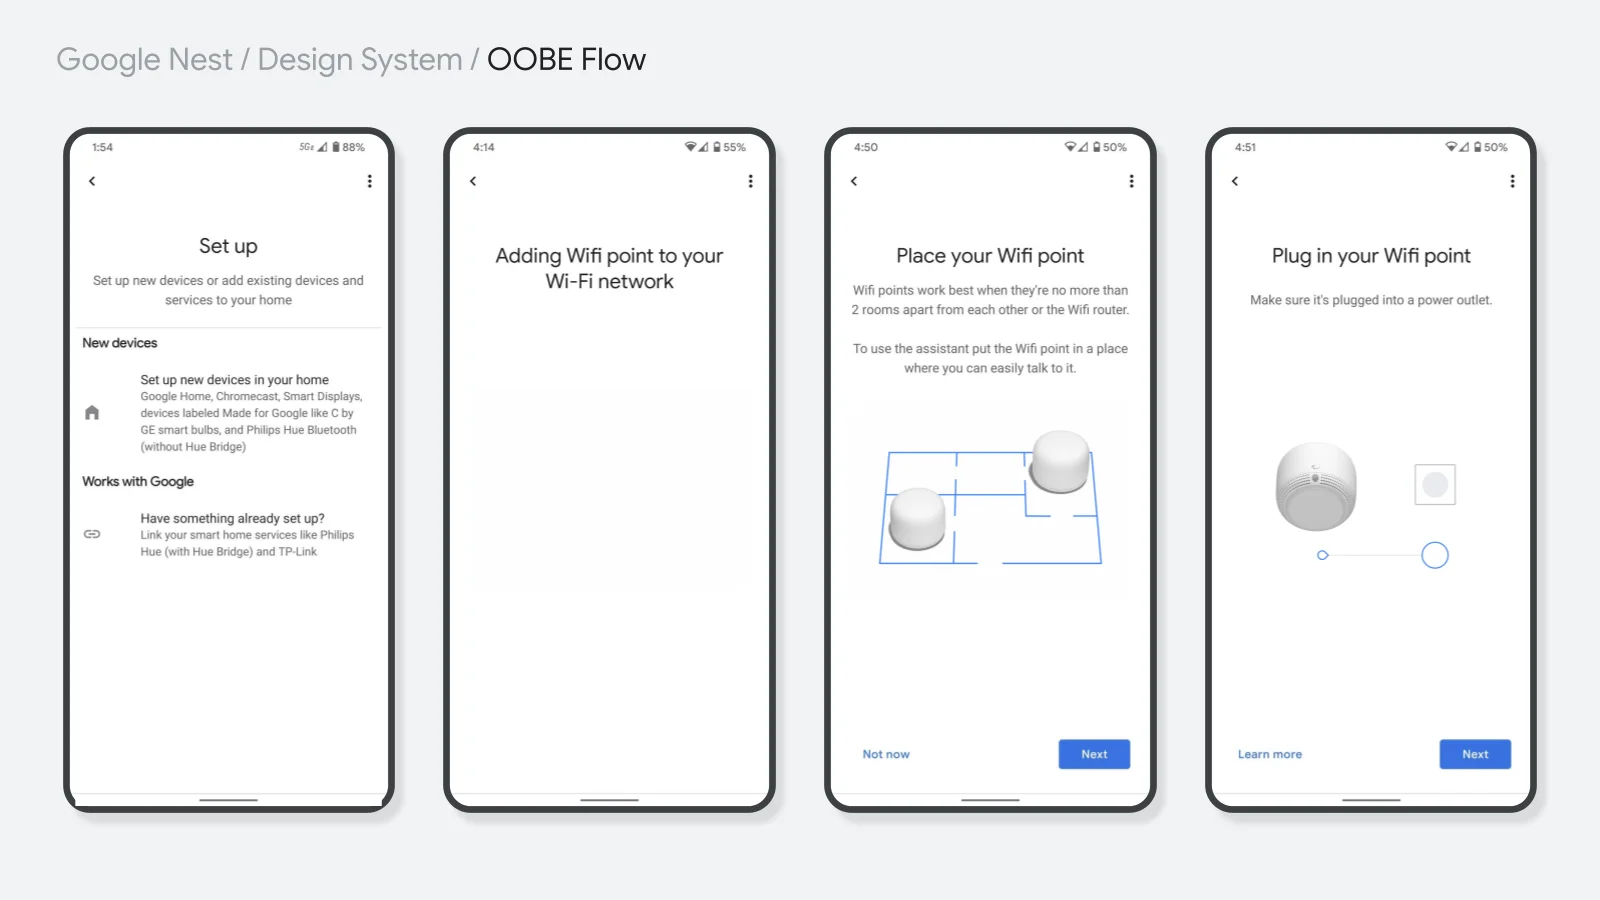 Google Nest / Design System / OOBE Flow
1:54
5GE 88%
Set up
Set up new devices or add existing devices and
services to your home
New devices
Set up new devices in your home
Google Home, Chromecast, Smart Displays,
devices labeled Made for Google like C by
GE smart bulbs, and Philips Hue Bluetooth
(without Hue Bridge)
Works with Google
Have something already set up?
Link your smart home services like Philips
Hue (with Hue Bridge) and TP-Link
4:14
55%
Adding Wifi point to your
Wi-Fi network
4:50
50%
Place your Wifi point
Wifi points work best when they're no more than
2 rooms apart from each other or the Wifi router.
To use the assistant put the Wifi point in a place
where you can easily talk to it.
Not now
Next
4:51
50%
Plug in your Wifi point
Make sure it's plugged into a power outlet.
Learn more
Next